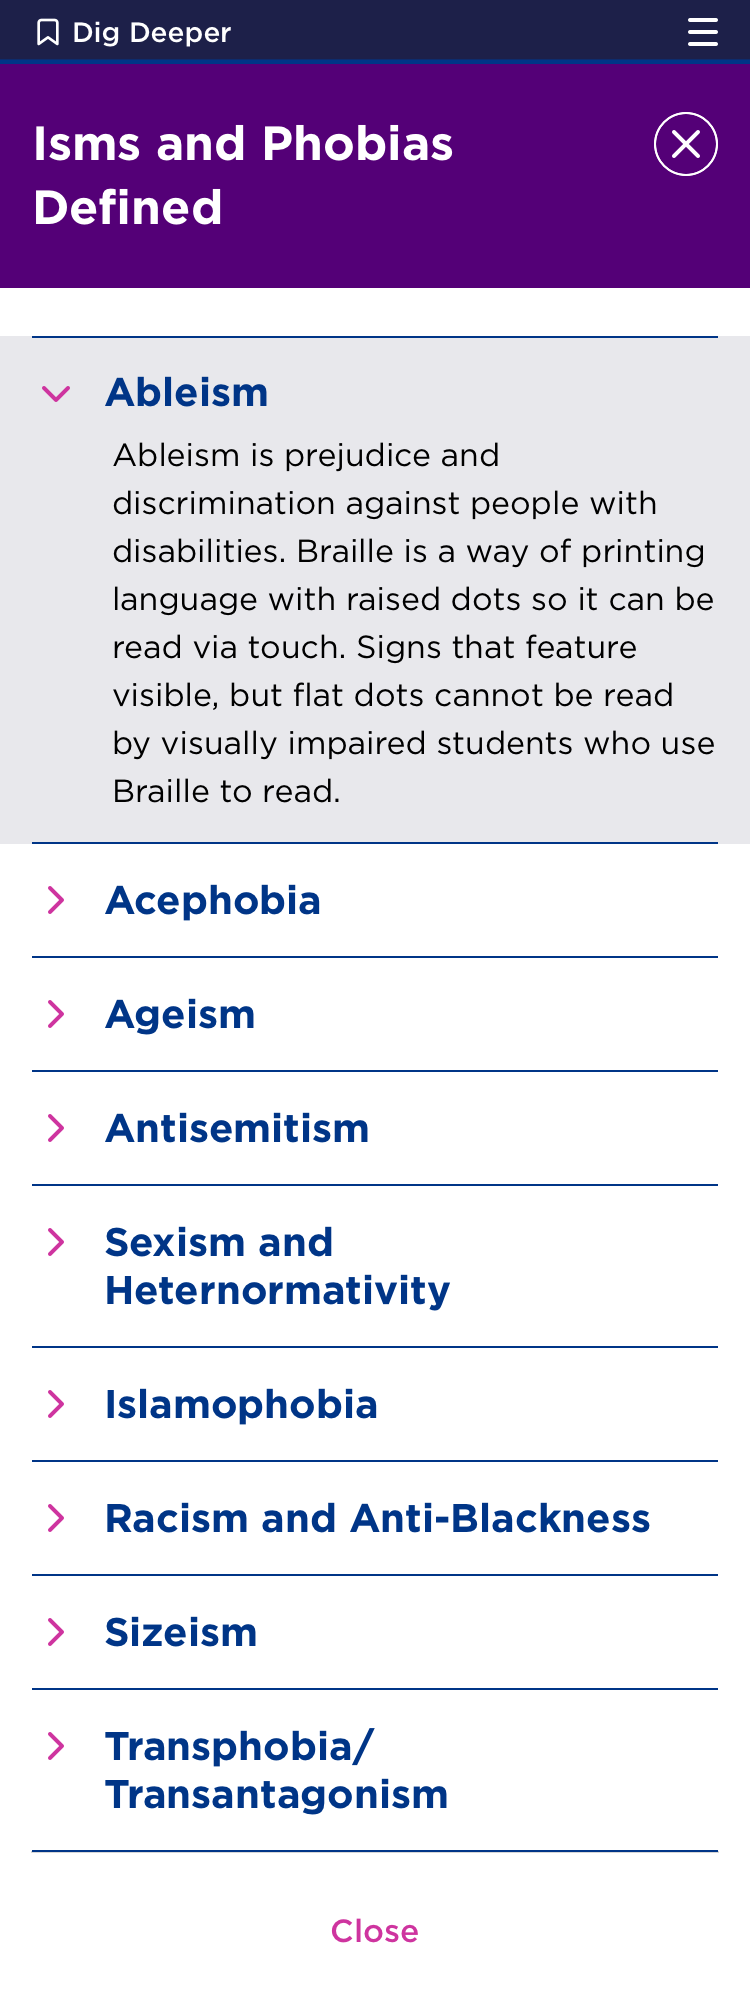 Dig Deeper
Isms and Phobias
Defined
Ableism
Ableism is prejudice and
discrimination against people with
disabilities. Braille is a way of printing
language with raised dots so it can be
read via touch. Signs that feature
visible, but flat dots cannot be read
by visually impaired students who use
Braille to read.
Acephobia
Ageism
Antisemitism
Sexism and
Heternormativity
Islamophobia
Racism and Anti-Blackness
Sizeism
Transphobia/
Transantagonism
Close